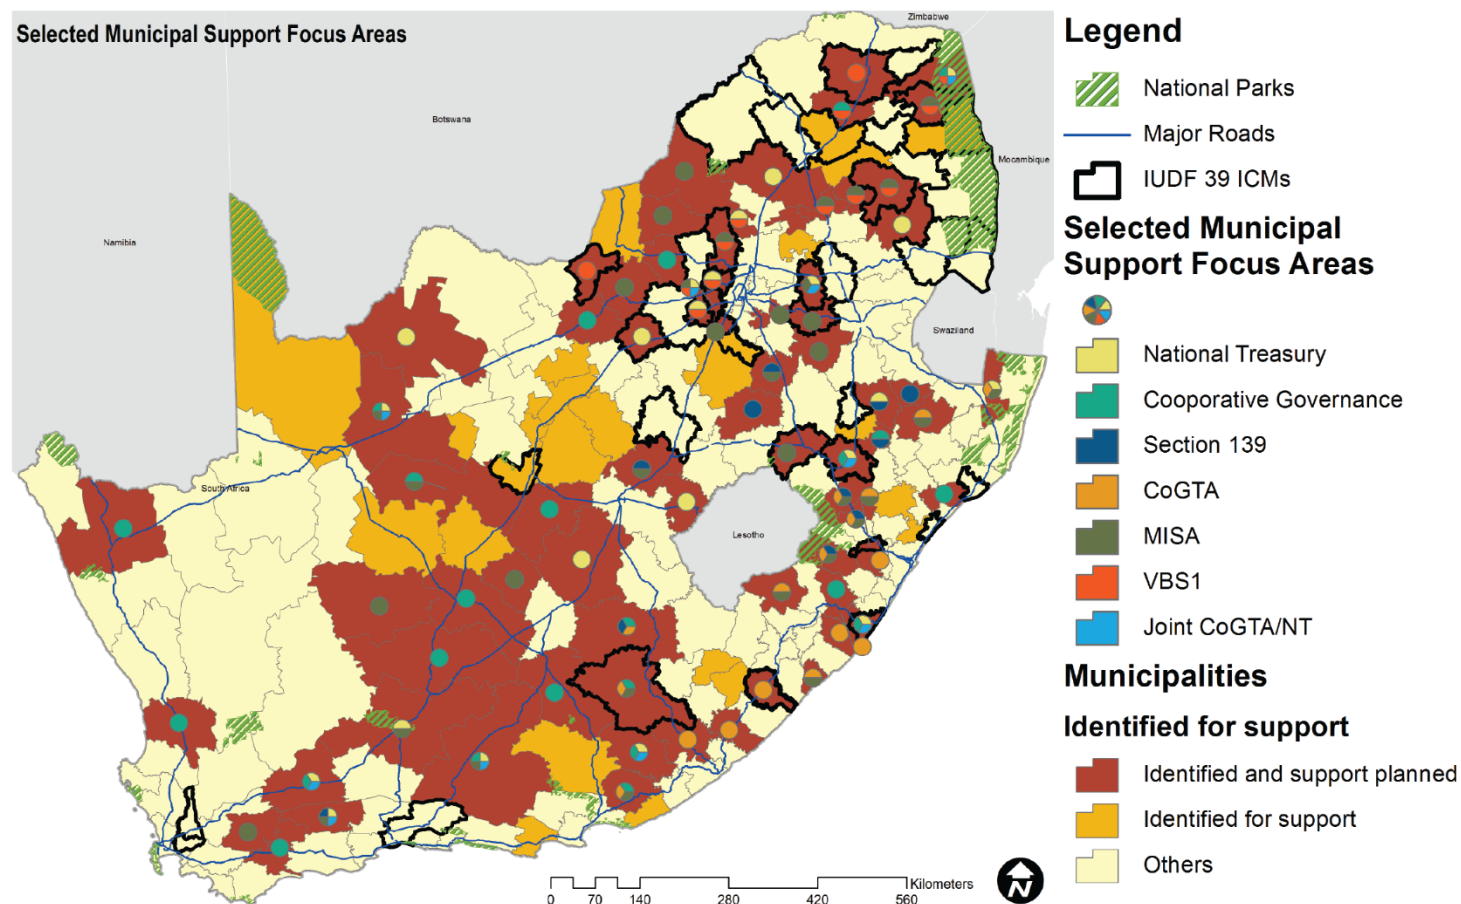 Selected Municipal Support Focus Areas
Zimbabwe
Botswana
Mocambique
Namibia
Swaziland
South Africa
Lesotho
Kilometers
0 70 140 280 420 560
N
Legend
National Parks
Major Roads
IUDF 39 ICMs
Selected Municipal
Support Focus Areas
National Treasury
Cooporative Governance
Section 139
CoGTA
MISA
VBS1
Joint CoGTA/NT
Municipalities
Identified for support
Identified and support planned
Identified for support
Others